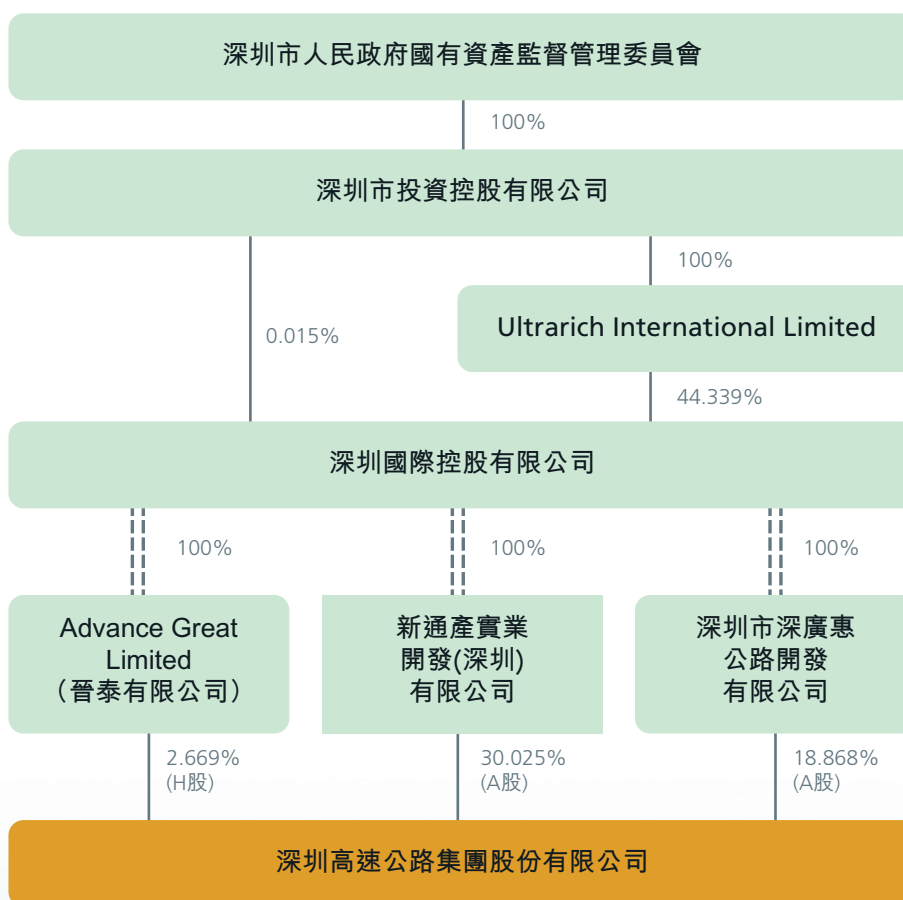 深圳市人民政府國有資產監督管理委員會
100%
深圳市投資控股有限公司
100%
Ultrarich International Limited
0.015%
44.339%
深圳國際控股有限公司
100%
100%
100%
Advance Great
Limited
（晉泰有限公司）
新通產實業
開發(深圳)
有限公司
深圳市深廣惠
公路開發
有限公司
2.669%
(H股)
30.025%
(A股)
18.868%
(A股)
深圳高速公路集團股份有限公司